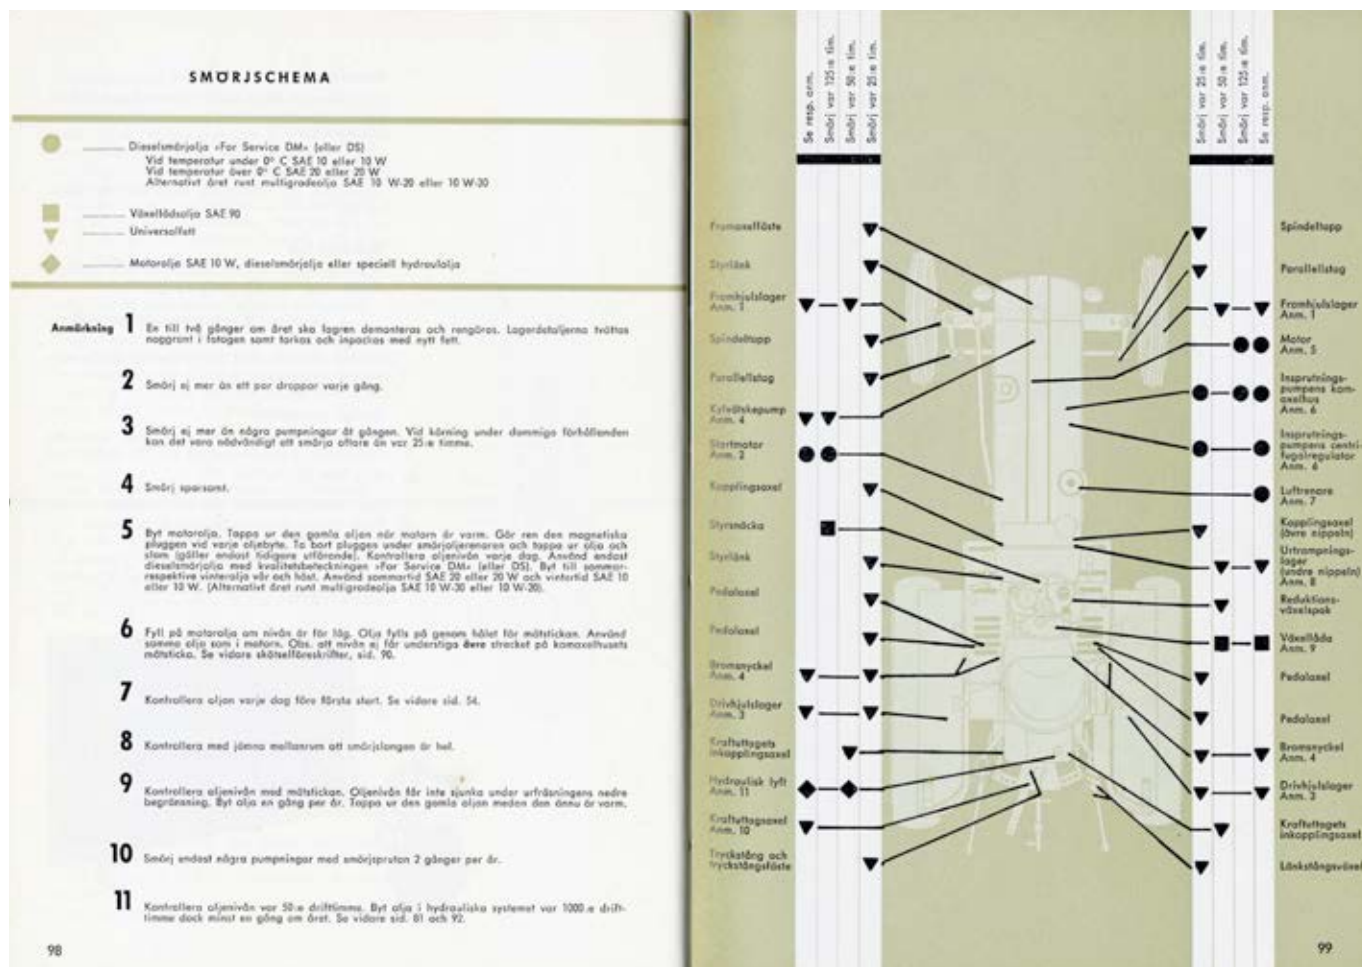 SMÖRJSCHEMA
Dieselsmörjolja »For Service DM« (eller DS)
Vid temperatur under 0° C SAE 10 eller 10 W
Vid temperatur över 0° C SAE 20 eller 20 W
Alternativt året runt multigradeolja SAE 10 W-20 eller 10 W-30
Växellådsolja SAE 90
Universalfett
Motorolja SAE 10 W, dieselsmörjolja eller speciell hydraulolja
Anmärkning 1 En till två gånger om året ska lagren demonteras och rengöras. Lagerdetaljerna tvättas
noggrant i fotogen samt torkas och inpackas med nytt fett.
2 Smörj ej mer än ett par droppar varje gång.
3 Smörj ej mer än några pumpningar åt gången. Vid körning under dammiga förhållanden
kan det vara nödvändigt att smörja oftare än var 25:e timme.
4 Smörj sparsamt.
5 Byt motorolja. Tappa ur den gamla oljan när motorn är varm. Gör ren den magnetiska
pluggen vid varje oljebyte. Ta bort pluggen under smörjoljerenaren och tappa ur olja och
slam (gäller endast tidigare utförande). Kontrollera oljenivån varje dag. Använd endast
dieselsmörjolja med kvalitetsbeteckningen »For Service DM« (eller DS). Byt till sommar-
respektive vinterolja vår och höst. Använd sommartid SAE 20 eller 20 W och vintertid SAE 10
eller 10 W. (Alternativt året runt multigradeolja SAE 10 W-30 eller 10 W-20).
6 Fyll på motorolja om nivån är för låg. Olja fylls på genom hålet för mätstickan. Använd
samma olja som i motorn. Obs. att nivån ej får understiga övre strecket på kamaxelhusets
mätsticka. Se vidare skötselföreskrifter, sid. 90.
7 Kontrollera oljan varje dag före första start. Se vidare sid. 54.
8 Kontrollera med jämna mellanrum att smörjslangen är hel.
9 Kontrollera oljenivån med mätstickan. Oljenivån får inte sjunka under urfräsningens nedre
begränsning. Byt olja en gång per år. Tappa ur den gamla oljan medan den ännu är varm.
10 Smörj endast några pumpningar med smörjsprutan 2 gånger per år.
11 Kontrollera oljenivån var 50:e drifttimme. Byt olja i hydrauliska systemet var 1000:e drift-
timme dock minst en gång om året. Se vidare sid. 81 och 92.
98
Se resp. anm.
Smörj var 125:e tim.
Smörj var 50:e tim.
Smörj var 25:e tim.
Framaxelfäste
Styrlänk
Framhjulslager
Anm. 1
Spindeltapp
Parallellstag
Kylvätskepump
Anm. 4
Startmotor
Anm. 2
Kopplingsaxel
Styrsnäcka
Styrlänk
Pedalaxel
Pedalaxel
Bromsnyckel
Anm. 4
Drivhjulslager
Anm. 3
Kraftuttagets
inkopplingsaxel
Hydraulisk lyft
Anm. 11
Kraftuttagsaxel
Anm. 10
Tryckstång och
tryckstångsfäste
Smörj var 25:e tim.
Smörj var 50:e tim.
Smörj var 125:e tim.
Se resp. anm.
Spindeltapp
Parallellstag
Framhjulslager
Anm. 1
Motor
Anm. 5
Insprutnings-
pumpens kam-
axelhus
Anm. 6
Insprutnings-
pumpens centri-
fugalregulator
Anm. 6
Luftrenare
Anm. 7
Kopplingsaxel
(övre nippeln)
Urtrampnings-
lager
(undre nippeln)
Anm. 8
Reduktions-
växelspak
Växellåda
Anm. 9
Pedalaxel
Pedalaxel
Bromsnyckel
Anm. 4
Drivhjulslager
Anm. 3
Kraftuttagets
inkopplingsaxel
Länkstångsväxel
99